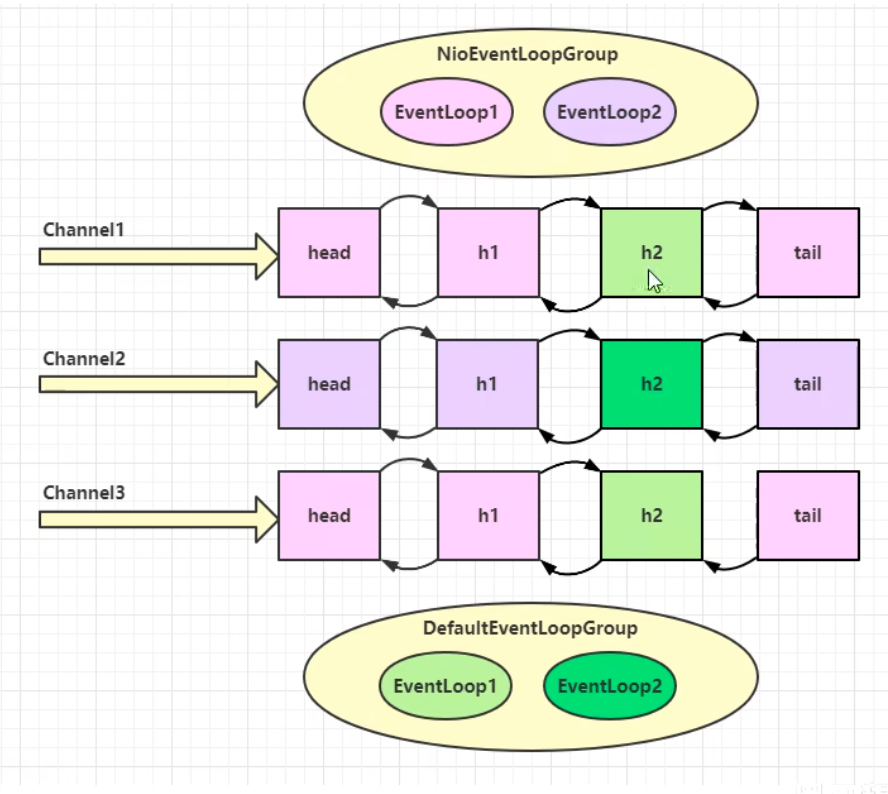 NioEventLoopGroup
EventLoop1 EventLoop2
Channel1
head h1 h2 tail
Channel2
head h1 h2 tail
Channel3
head h1 h2 tail
DefaultEventLoopGroup
EventLoop1 EventLoop2